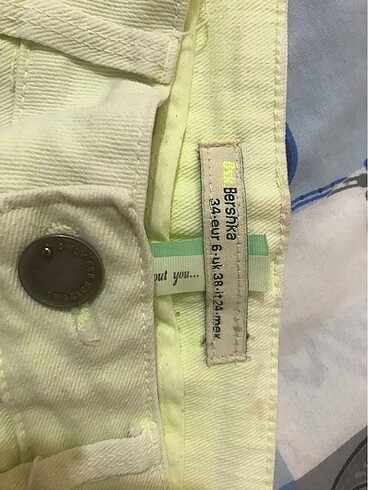 Bsk Bershka
34·eur 6·uk 38·it 24·mex
out you...